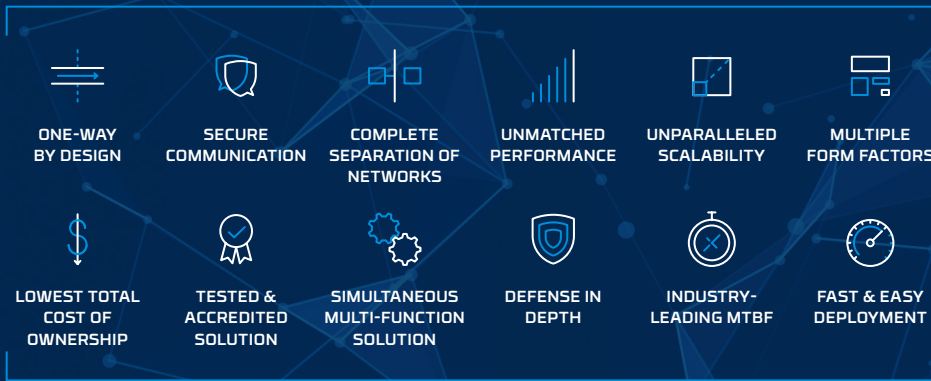 ONE-WAY
BY DESIGN
SECURE
COMMUNICATION
COMPLETE
SEPARATION OF
NETWORKS
UNMATCHED
PERFORMANCE
UNPARALLELED
SCALABILITY
MULTIPLE
FORM FACTORS
LOWEST TOTAL
COST OF
OWNERSHIP
TESTED &
ACCREDITED
SOLUTION
SIMULTANEOUS
MULTI-FUNCTION
SOLUTION
DEFENSE IN
DEPTH
INDUSTRY-
LEADING MTBF
FAST & EASY
DEPLOYMENT